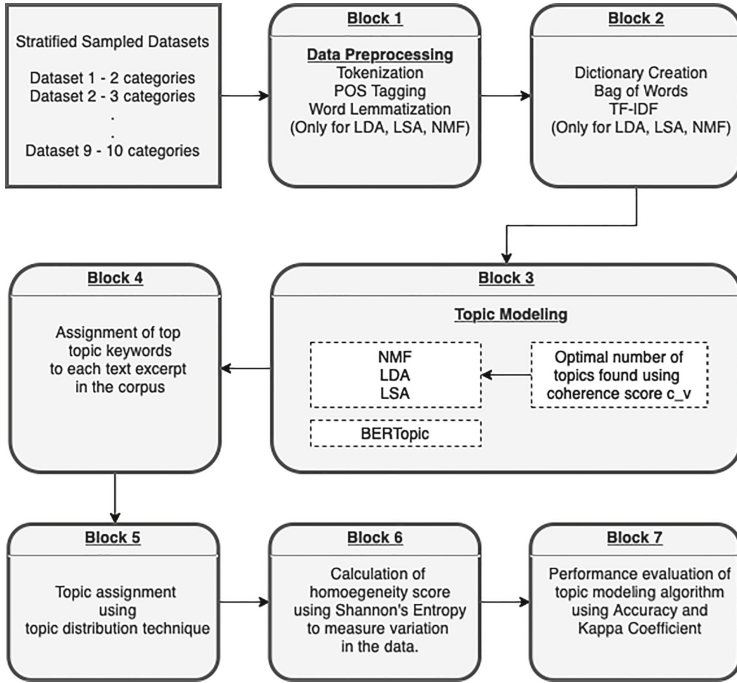 Stratified Sampled Datasets
Dataset 1 - 2 categories
Dataset 2 - 3 categories
.
.
Dataset 9 - 10 categories
Block 1
Data Preprocessing
Tokenization
POS Tagging
Word Lemmatization
(Only for LDA, LSA, NMF)
Block 2
Dictionary Creation
Bag of Words
TF-IDF
(Only for LDA, LSA, NMF)
Block 3
Topic Modeling
NMF
LDA
LSA
Optimal number of
topics found using
coherence score c_v
BERTopic
Block 4
Assignment of top
topic keywords
to each text excerpt
in the corpus
Block 5
Topic assignment
using
topic distribution technique
Block 6
Calculation of
homoegeneity score
using Shannon's Entropy
to measure variation
in the data.
Block 7
Performance evaluation of
topic modeling algorithm
using Accuracy and
Kappa Coefficient